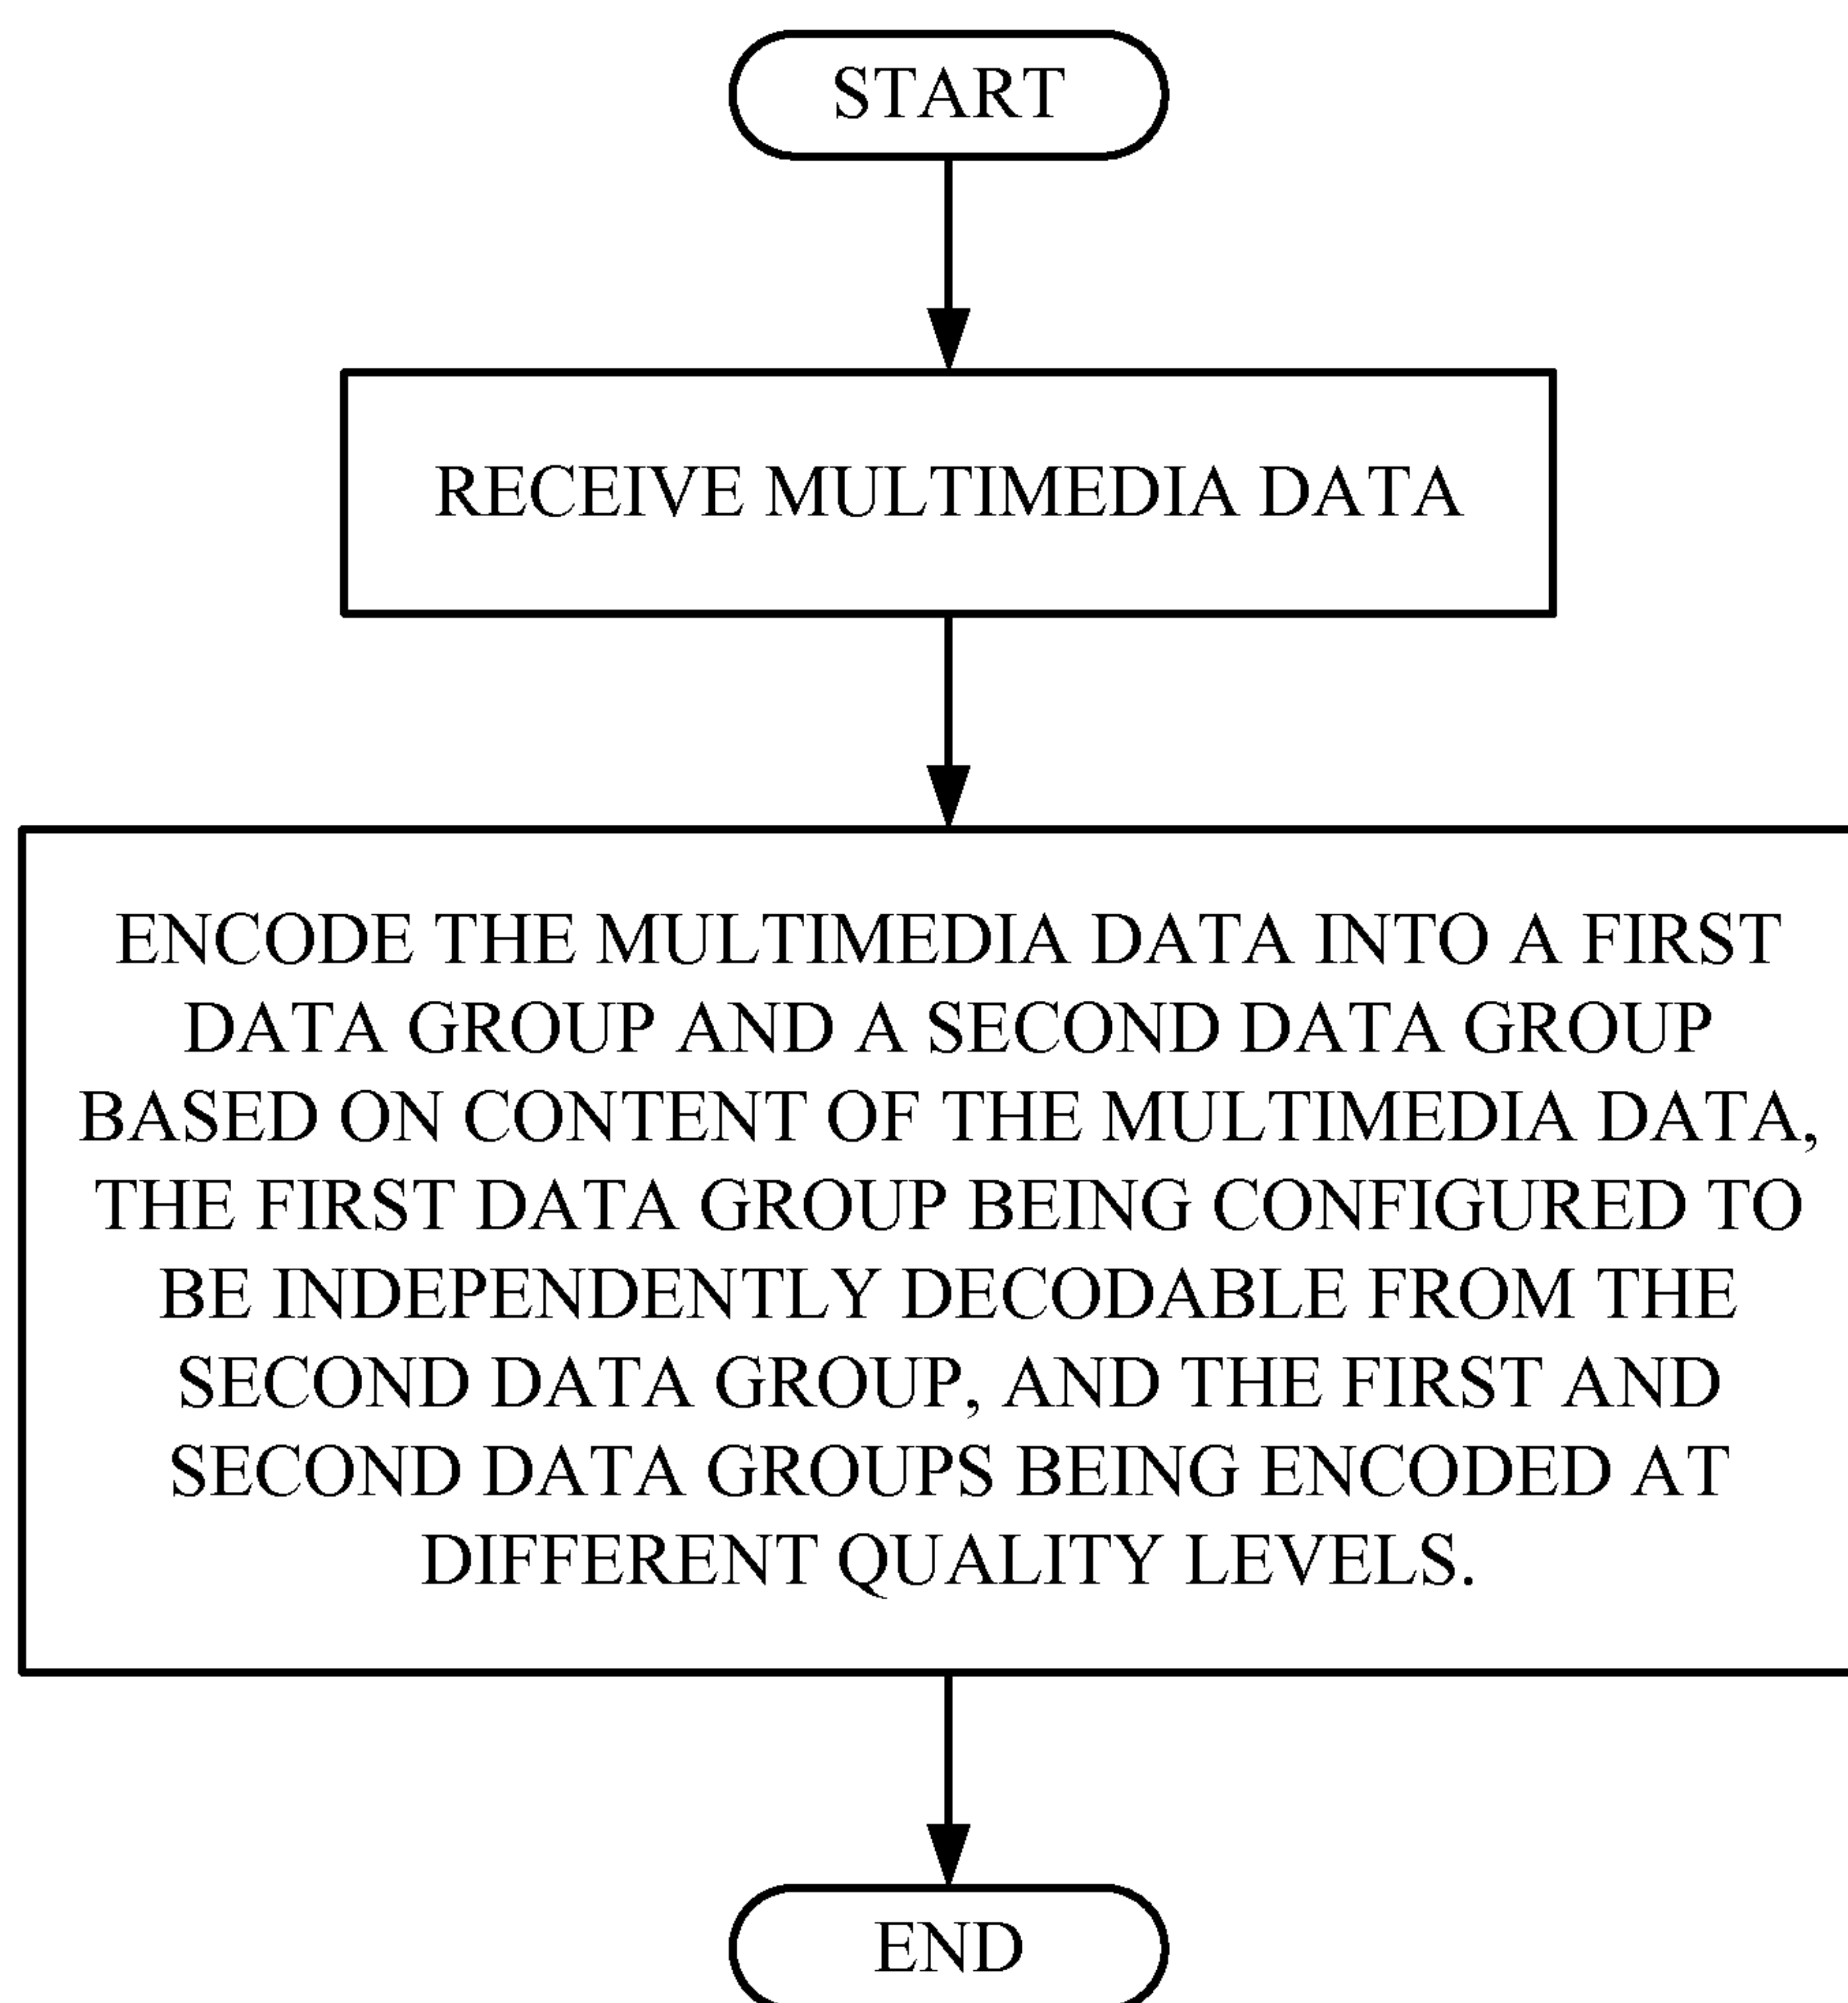 START
RECEIVE MULTIMEDIA DATA
ENCODE THE MULTIMEDIA DATA INTO A FIRST
DATA GROUP AND A SECOND DATA GROUP
BASED ON CONTENT OF THE MULTIMEDIA DATA,
THE FIRST DATA GROUP BEING CONFIGURED TO
BE INDEPENDENTLY DECODABLE FROM THE
SECOND DATA GROUP, AND THE FIRST AND
SECOND DATA GROUPS BEING ENCODED AT
DIFFERENT QUALITY LEVELS.
END